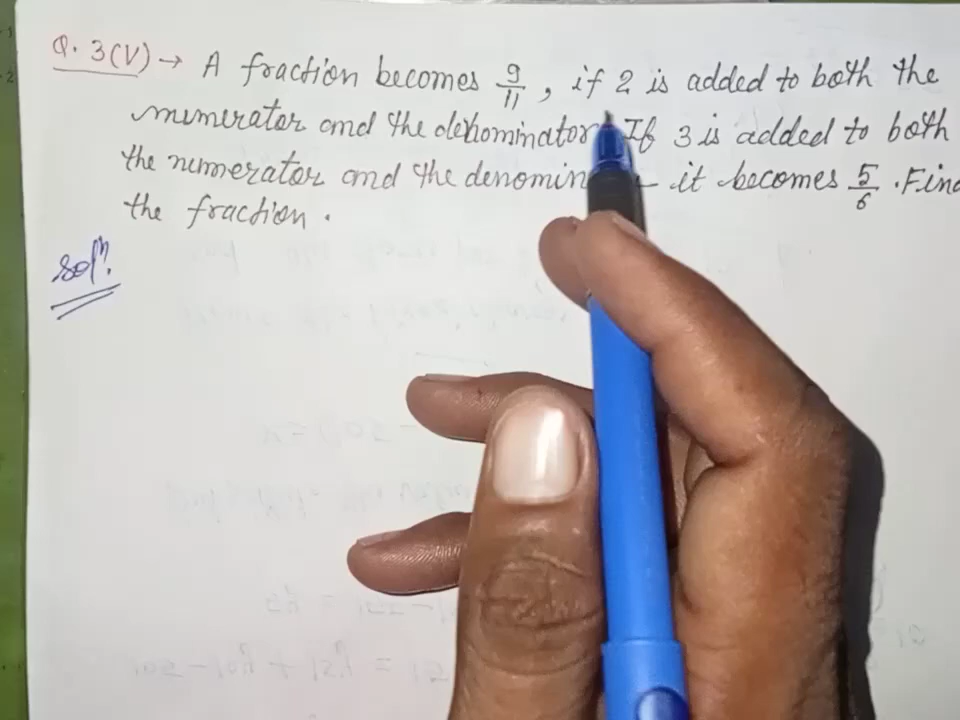 Q. 3(V) → A fraction becomes 9/11, if 2 is added to both the
numerator and the denominator. If 3 is added to both
the numerator and the denomin it becomes 5/6. Find
the fraction.
Solⁿ.